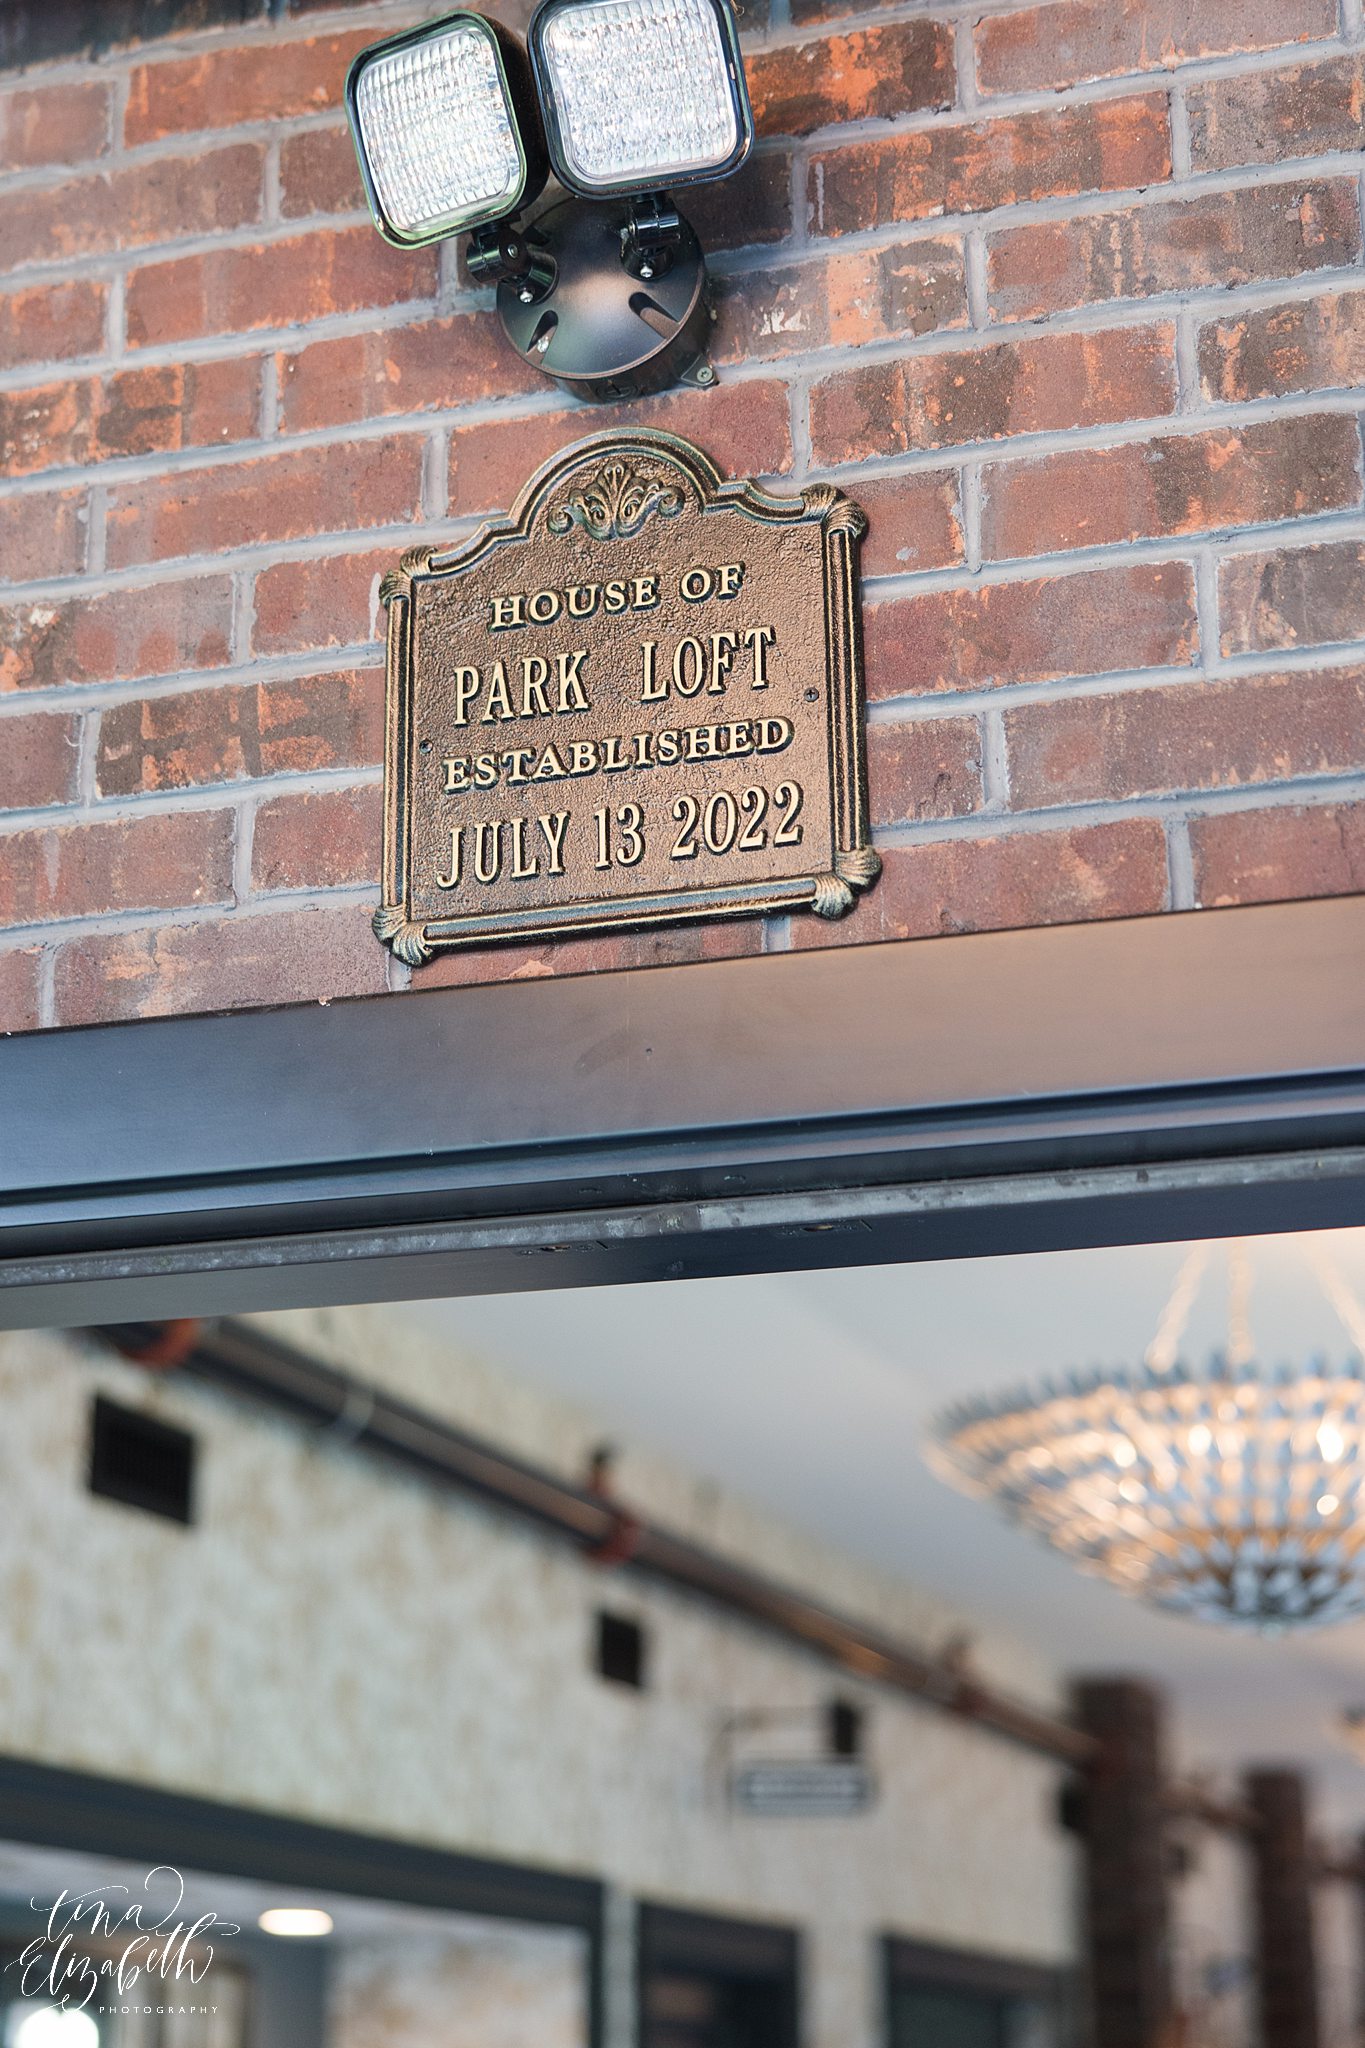 HOUSE OF
PARK LOFT
ESTABLISHED
JULY 13 2022
tina
Elizabeth
PHOTOGRAPHY